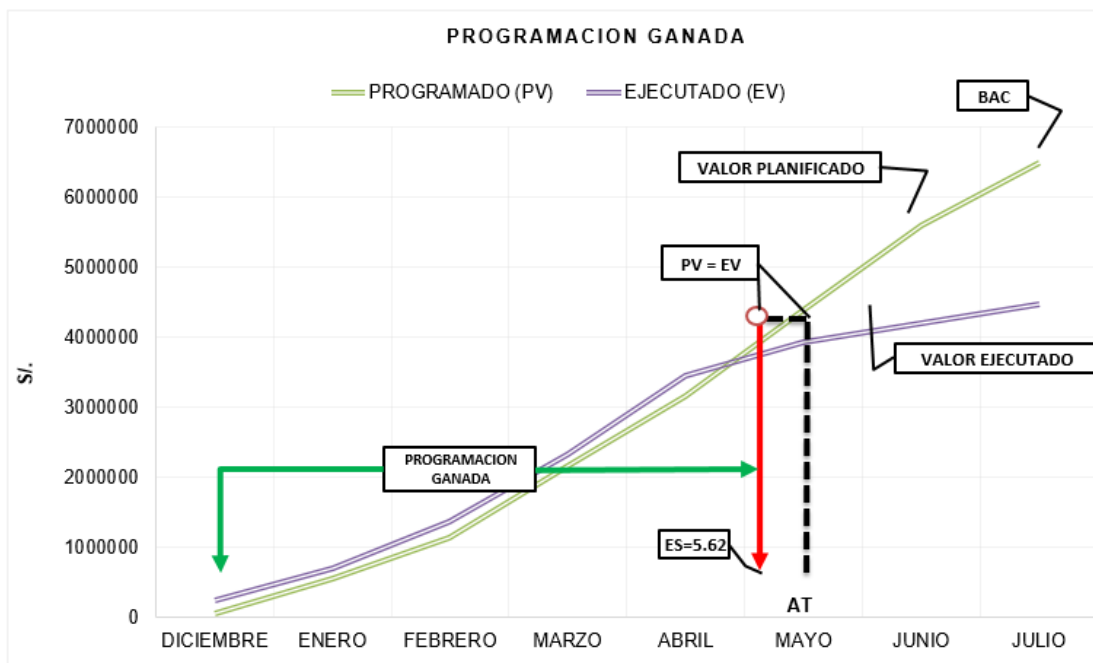 PROGRAMACION GANADA
PROGRAMADO (PV)
EJECUTADO (EV)
BAC
7000000
VALOR PLANIFICADO
6000000
PV = EV
5000000
4000000
VALOR EJECUTADO
S/.
3000000
PROGRAMACION
GANADA
2000000
1000000
ES=5.62
AT
0
DICIEMBRE ENERO FEBRERO MARZO ABRIL MAYO JUNIO JULIO